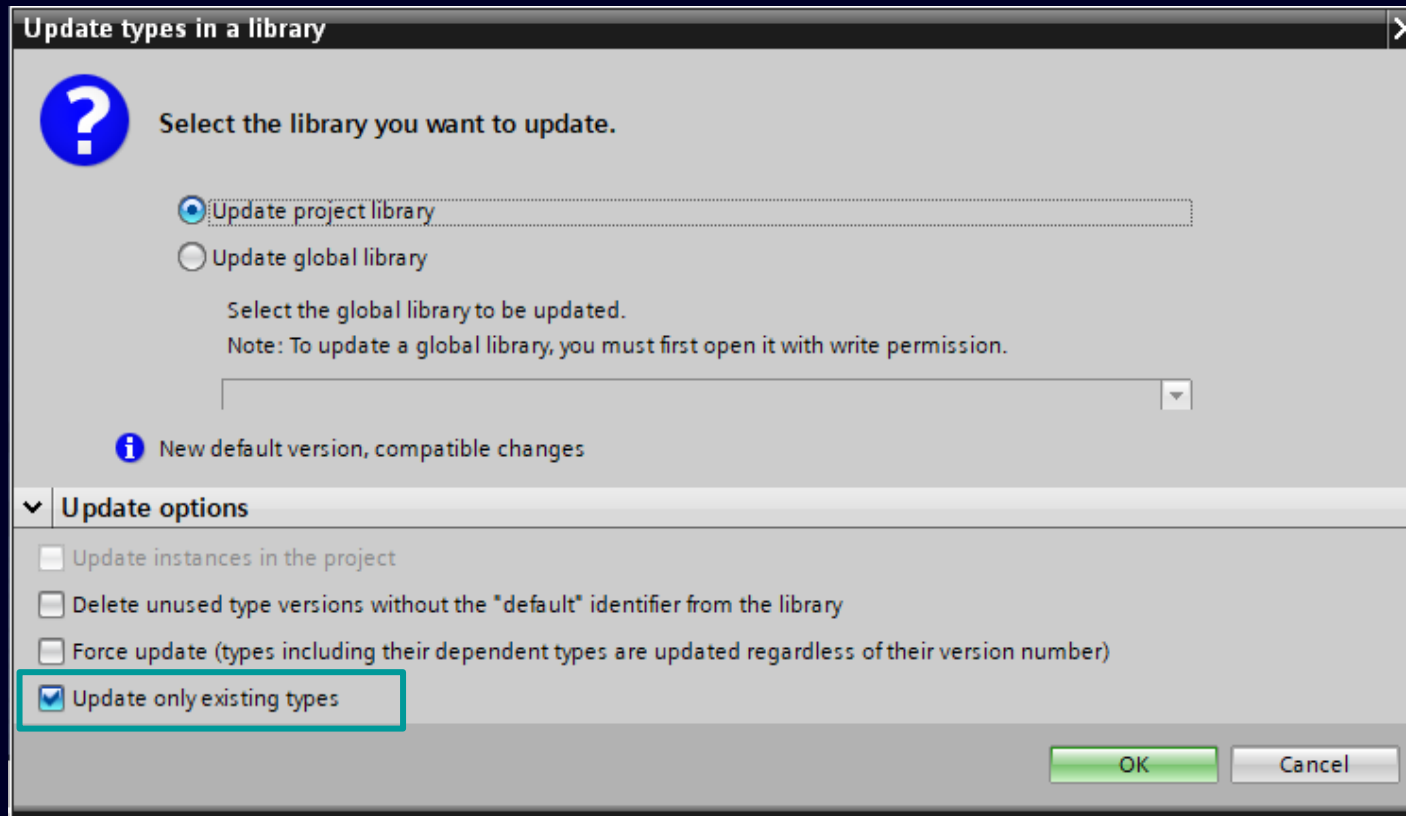 Update types in a library
Select the library you want to update.
Update project library
Update global library
Select the global library to be updated.
Note: To update a global library, you must first open it with write permission.
New default version, compatible changes
Update options
Update instances in the project
Delete unused type versions without the "default" identifier from the library
Force update (types including their dependent types are updated regardless of their version number)
Update only existing types
OK Cancel